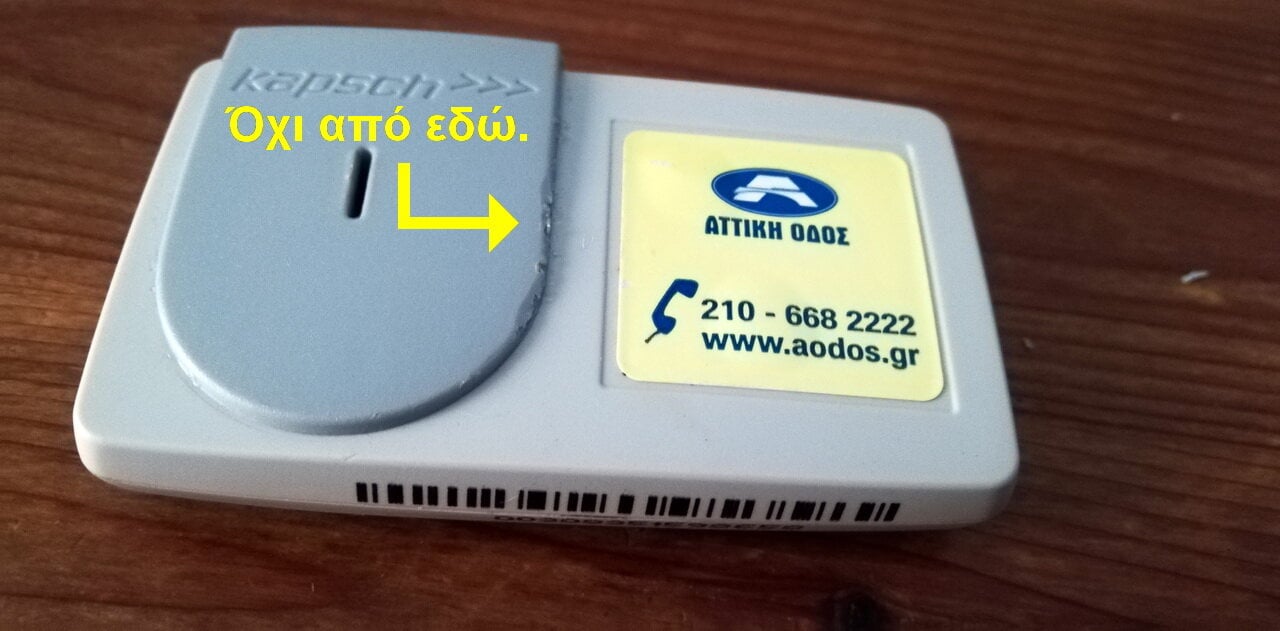 kapsch >>>
Όχι από εδώ.
ΑΤΤΙΚΗ ΟΔΟΣ
210 - 668 2222
www.aodos.gr